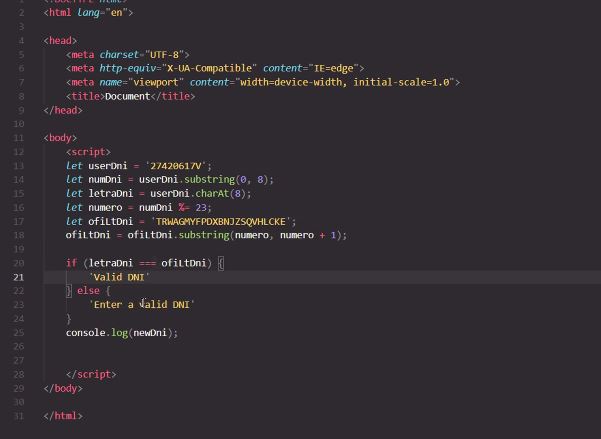 1 <!DOCTYPE html>
2 <html lang="en">
3
4 <head>
5 <meta charset="UTF-8">
6 <meta http-equiv="X-UA-Compatible" content="IE=edge">
7 <meta name="viewport" content="width=device-width, initial-scale=1.0">
8 <title>Document</title>
9 </head>
10
11 <body>
12 <script>
13 let userDni = '27420617V';
14 let numDni = userDni.substring(0, 8);
15 let letraDni = userDni.charAt(8);
16 let numero = numDni %= 23;
17 let ofiLtDni = 'TRWAGMYFPDXBNJZSQVHLCKE';
18 ofiLtDni = ofiLtDni.substring(numero, numero + 1);
19
20 if (letraDni === ofiLtDni) {
21 'Valid DNI'
22 } else {
23 'Enter a valid DNI'
24 }
25 console.log(newDni);
26
27
28 </script>
29 </body>
30
31 </html>